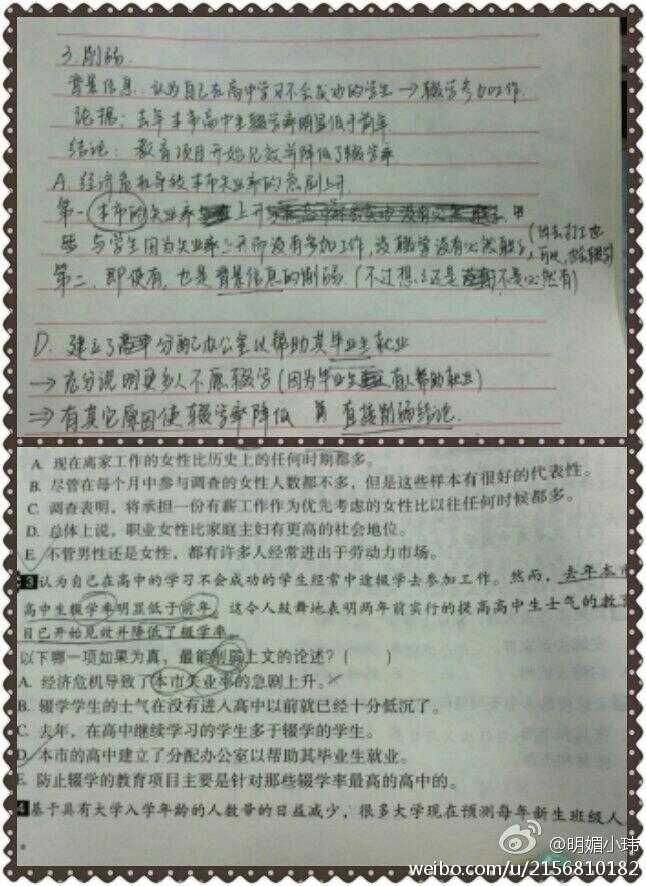 3. 削弱.
背景信息：认为自己在高中学习不会成功的学生→辍学参加工作.
论据：去年本市高中生辍学率明显低于前年
结论：教育项目开始见效并降低了辍学率
A. 经济危机导致本市失业率的急剧上升.
第一，本市的失业率上升
与学生因为失业率上升而没有参加工作，
第二，即使有，也是背景信息的削弱.（不过想想还是不是必然有）
D. 建立了高中分配办公室以帮助其毕业生就业
→充分说明更多人不愿辍学（因为毕业生有人帮助就业）
⇒有其它原因使辍学率降低 直接削弱结论.
A. 现在离家工作的女性比历史上的任何时期都多。
B. 尽管在每个月中参与调查的女性人数都不多，但是这些样本有很好的代表性。
C. 调查表明，将承担一份有薪工作作为优先考虑的女性比以往任何时候都多。
D. 总体上说，职业女性比家庭主妇有更高的社会地位。
E. 不管男性还是女性，都有许多人经常进出于劳动力市场。
3 认为自己在高中的学习不会成功的学生经常中途辍学去参加工作。然而，去年本市
高中生辍学率明显低于前年，这令人鼓舞地表明两年前实行的提高高中生士气的教育
目已开始见效并降低了辍学率。
以下哪一项如果为真，最能削弱上文的论述？（ ）
A. 经济危机导致了本市失业率的急剧上升。
B. 辍学学生的士气在没有进入高中以前就已经十分低沉了。
C. 去年，在高中继续学习的学生多于辍学的学生。
D. 本市的高中建立了分配办公室以帮助其毕业生就业。
E. 防止辍学的教育项目主要是针对那些辍学率最高的高中的。
4 基于具有大学入学年龄的人数带的日益减少，很多大学现在预测每年新生班级人
@明媚小玮
weibo.com/u/2156810182